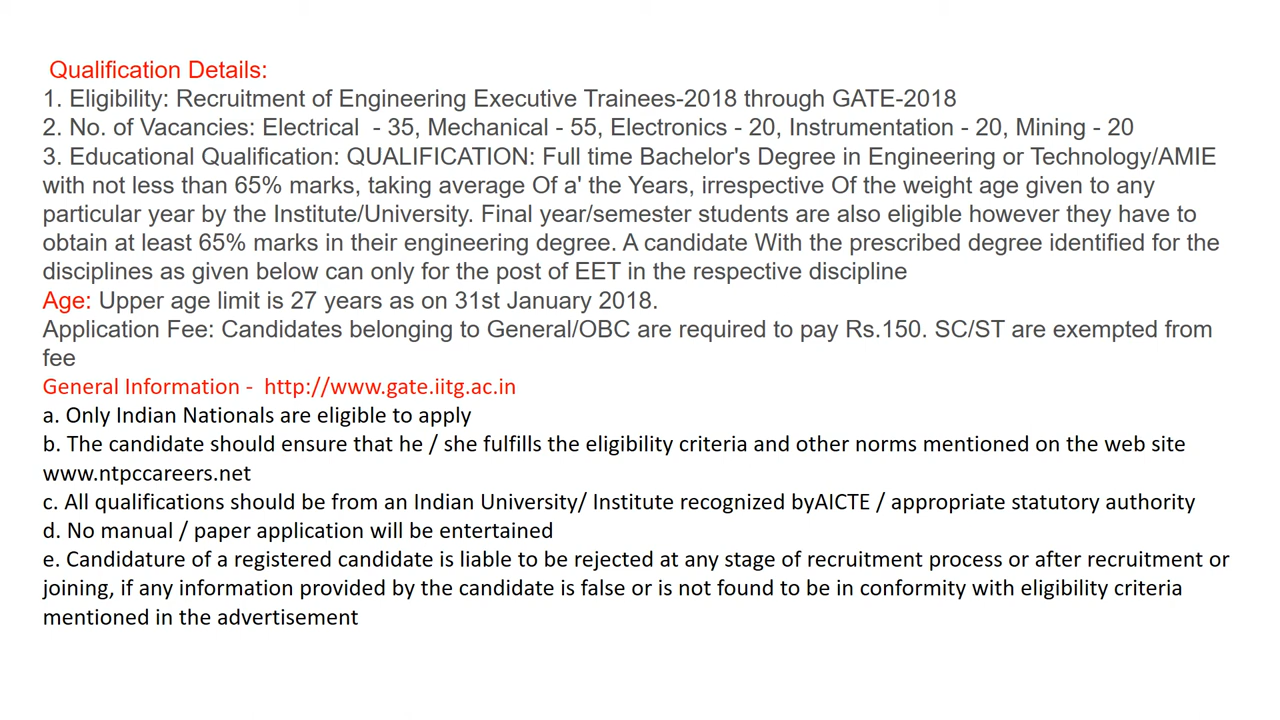 Qualification Details:
1. Eligibility: Recruitment of Engineering Executive Trainees-2018 through GATE-2018
2. No. of Vacancies: Electrical  - 35, Mechanical - 55, Electronics - 20, Instrumentation - 20, Mining - 20
3. Educational Qualification: QUALIFICATION: Full time Bachelor's Degree in Engineering or Technology/AMIE
with not less than 65% marks, taking average Of a' the Years, irrespective Of the weight age given to any
particular year by the Institute/University. Final year/semester students are also eligible however they have to
obtain at least 65% marks in their engineering degree. A candidate With the prescribed degree identified for the
disciplines as given below can only for the post of EET in the respective discipline
Age: Upper age limit is 27 years as on 31st January 2018.
Application Fee: Candidates belonging to General/OBC are required to pay Rs.150. SC/ST are exempted from
fee
General Information -  http://www.gate.iitg.ac.in
a. Only Indian Nationals are eligible to apply
b. The candidate should ensure that he / she fulfills the eligibility criteria and other norms mentioned on the web site
www.ntpccareers.net
c. All qualifications should be from an Indian University/ Institute recognized byAICTE / appropriate statutory authority
d. No manual / paper application will be entertained
e. Candidature of a registered candidate is liable to be rejected at any stage of recruitment process or after recruitment or
joining, if any information provided by the candidate is false or is not found to be in conformity with eligibility criteria
mentioned in the advertisement